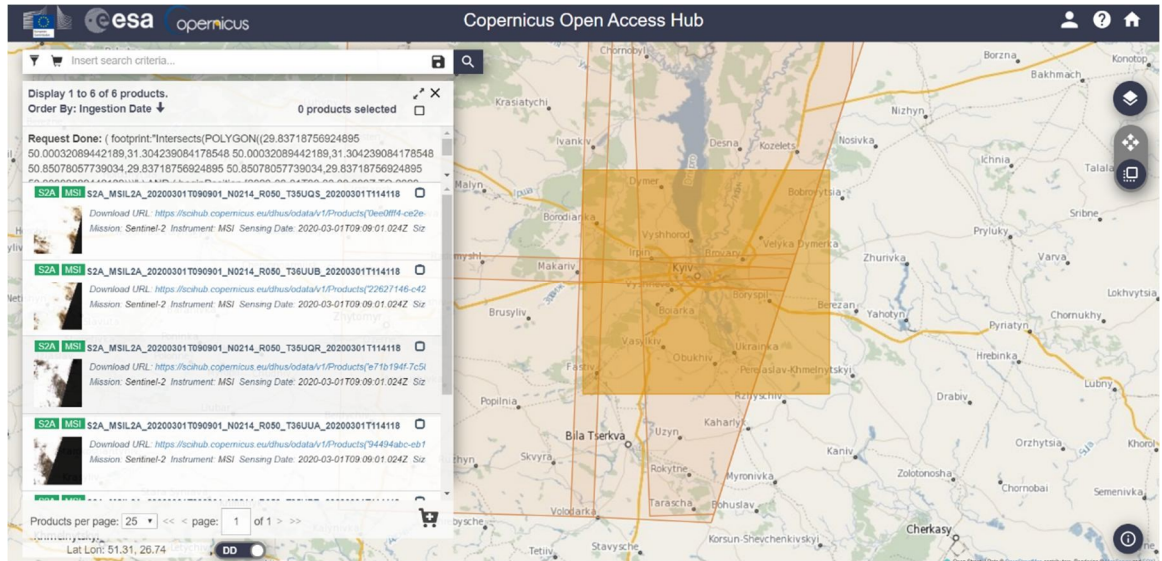 esa opernicus
Copernicus Open Access Hub
Insert search criteria...
Display 1 to 6 of 6 products.
Order By: Ingestion Date
0 products selected
Request Done: ( footprint:"Intersects(POLYGON((29.83718756924895
50.00032089442189,31.304239084178548 50.00032089442189,31.304239084178548
50.85078057739034,29.83718756924895 50.85078057739034,29.837187756924895
S2A MSI S2A_MSIL2A_20200301T090901_N0214_R050_T35UQS_20200301T114118
Download URL: https://scihub.copernicus.eu/dhus/odata/v1/Products('0ee0fff4-ce2e-
Mission: Sentinel-2 Instrument: MSI Sensing Date: 2020-03-01T09:09:01.024Z Siz
S2A MSI S2A_MSIL2A_20200301T090901_N0214_R050_T36UUB_20200301T114118
Download URL: https://scihub.copernicus.eu/dhus/odata/v1/Products('22627146-c42
Mission: Sentinel-2 Instrument: MSI Sensing Date: 2020-03-01T09:09:01.024Z Siz
S2A MSI S2A_MSIL2A_20200301T090901_N0214_R050_T35UQR_20200301T114118
Download URL: https://scihub.copernicus.eu/dhus/odata/v1/Products('e71b194f-7c5
Mission: Sentinel-2 Instrument: MSI Sensing Date: 2020-03-01T09:09:01.024Z Siz
S2A MSI S2A_MSIL2A_20200301T090901_N0214_R050_T36UUA_20200301T114118
Download URL: https://scihub.copernicus.eu/dhus/odata/v1/Products('94494abc-eb1
Mission: Sentinel-2 Instrument: MSI Sensing Date: 2020-03-01T09:09:01.024Z Siz
Products per page: 25 << < page: 1 of 1 > >>
Lat Lon: 51.31, 26.74
DD
Chornobyl
Borzna
Konotop
Bakhmach
Krasiatychi
Nizhyn
Ivankiv
Desna
Kozelets
Nosivka
Ichnia
Talala
Malyn
Dymer
Bobrovytsia
Sribne
Borodianka
Vyshhorod
Pryluky
Irpin
Brovary
Velyka Dymerka
Makariv
Kyiv
Zhurivka
Varva
Boryspil
Lokhvytsia
Brusyliv
Boiarka
Berezan
Yahotyn
Chornukhy
Pyriatyn
Vasylkiv
Ukrainka
Obukhiv
Hrebinka
Fastiv
Pereiaslav-Khmelnytskyi
Lubny
Popilnia
Rzhyschiv
Drabiv
Kaharlyk
Bila Tserkva
Uzyn
Orzhytsia
Khorol
Skvyra
Kaniv
Rokytne
Myronivka
Zolotonosha
Chornobai
Semenivka
Tarascha
Bohuslav
Volodarka
Cherkasy
Korsun-Shevchenkivskyi
Tetiiv
Stavysche